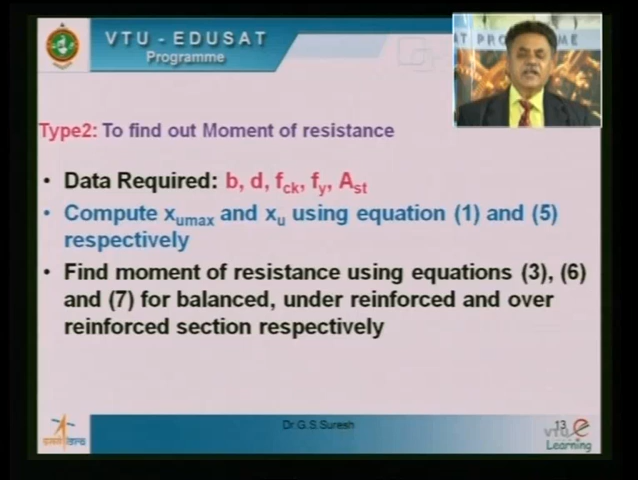 VTU - EDUSAT
Programme
AT PROGRAMME
Type2: To find out Moment of resistance
• Data Required: b, d, fck, fy, Ast
• Compute xumax and xu using equation (1) and (5)
respectively
• Find moment of resistance using equations (3), (6)
and (7) for balanced, under reinforced and over
reinforced section respectively
Dr.G.S.Suresh
13
VTU e
Learning